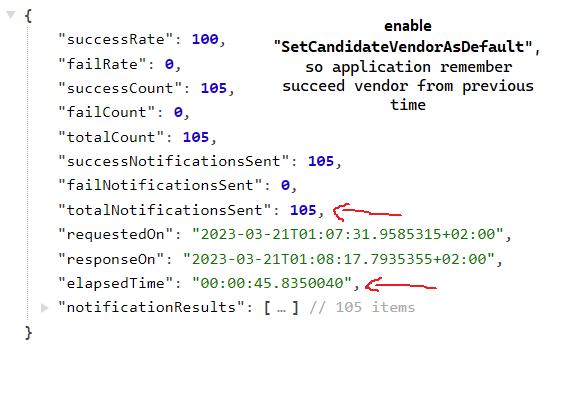 {
enable
"SetCandidateVendorAsDefault",
so application remember
succeed vendor from previous
time
"successRate": 100,
"failRate": 0,
"successCount": 105,
"failCount": 0,
"totalCount": 105,
"successNotificationsSent": 105,
"failNotificationsSent": 0,
"totalNotificationsSent": 105,
"requestedOn": "2023-03-21T01:07:31.9585315+02:00",
"responseOn": "2023-03-21T01:08:17.7935355+02:00",
"elapsedTime": "00:00:45.8350040",
"notificationResults": [ … ] // 105 items
}